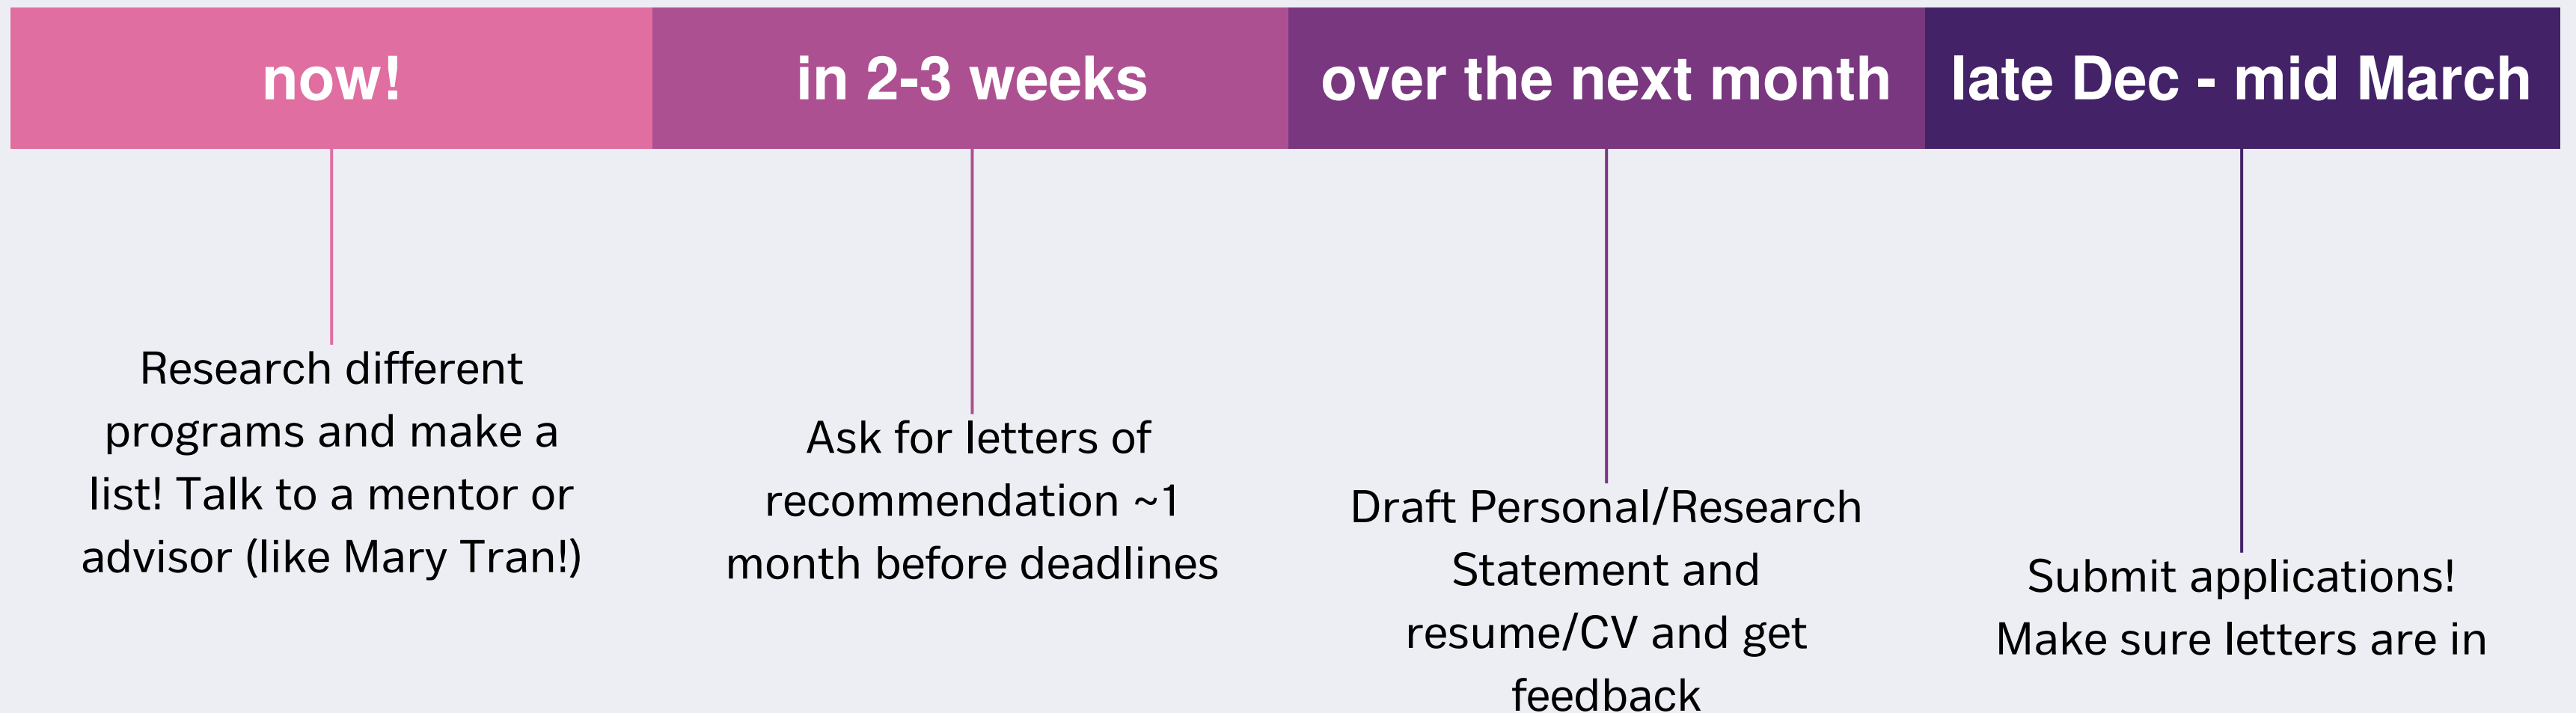 now!
in 2-3 weeks
over the next month
late Dec - mid March
Research different
programs and make a
list! Talk to a mentor or
advisor (like Mary Tran!)
Ask for letters of
recommendation ~1
month before deadlines
Draft Personal/Research
Statement and
resume/CV and get
feedback
Submit applications!
Make sure letters are in